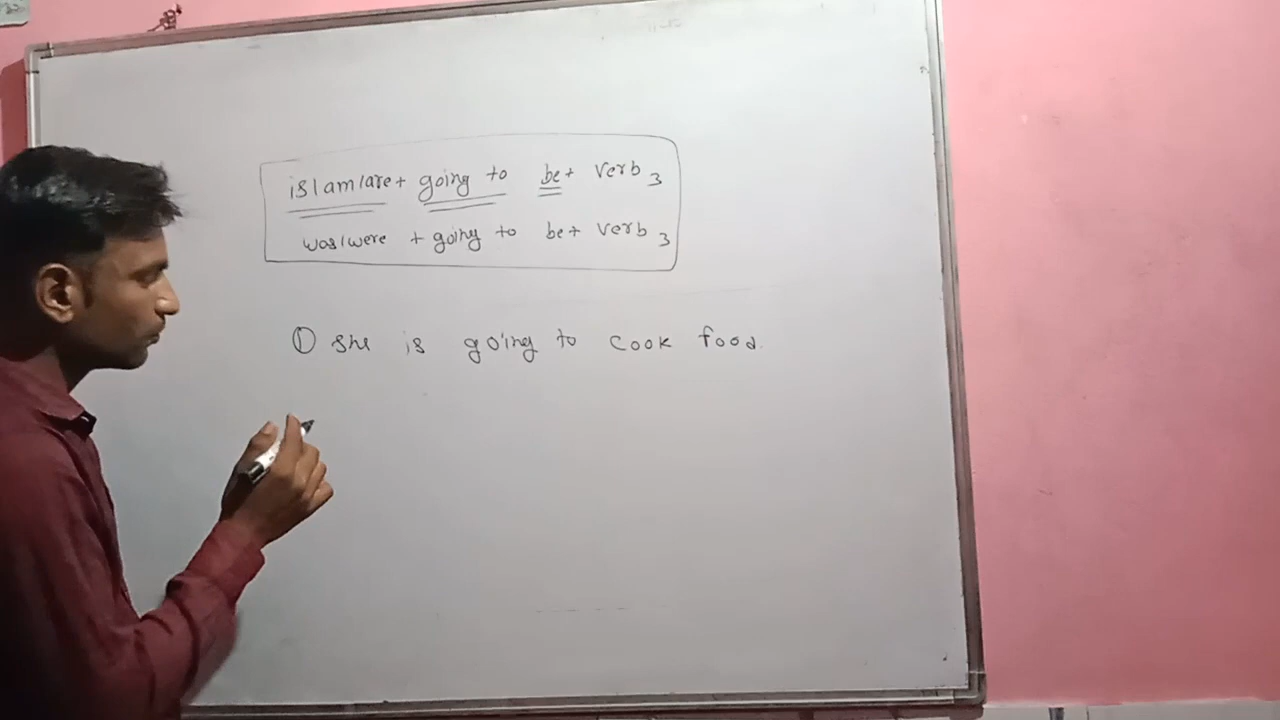 is/am/are + going to be + verb 3
was/were + going to be + verb 3
① she is going to cook food.